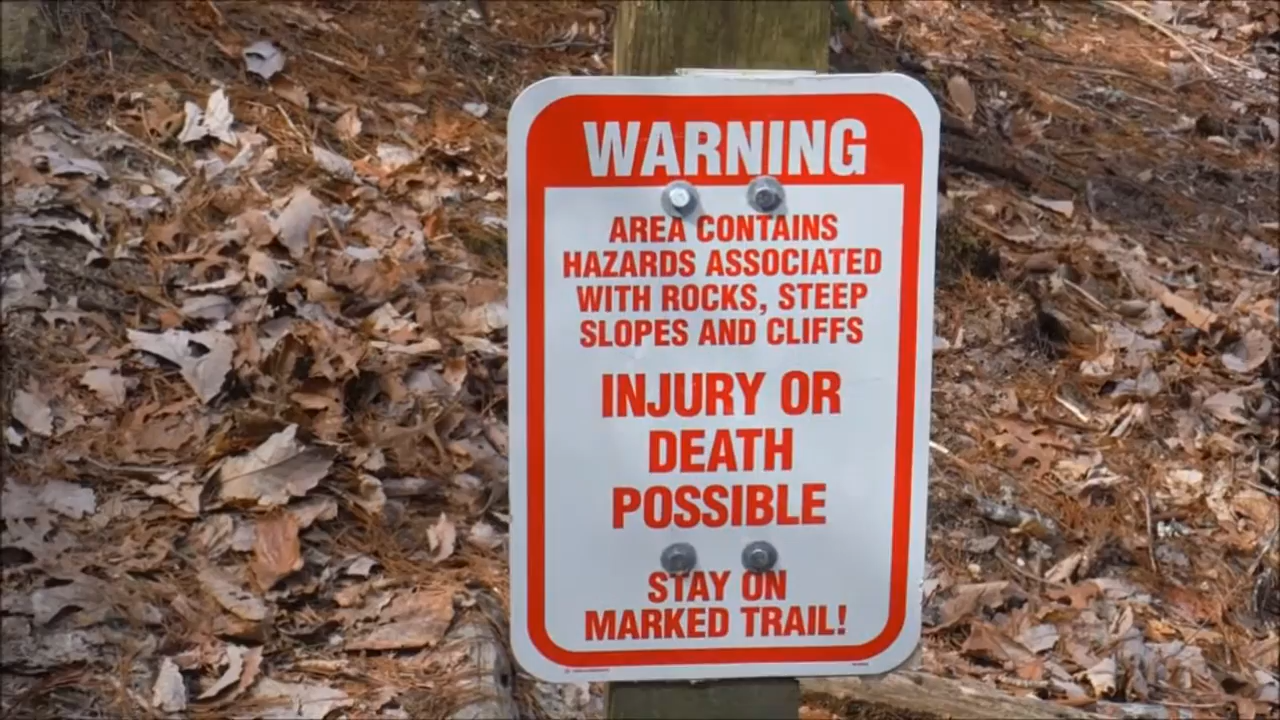 WARNING
AREA CONTAINS
HAZARDS ASSOCIATED
WITH ROCKS, STEEP
SLOPES AND CLIFFS
INJURY OR
DEATH
POSSIBLE
STAY ON
MARKED TRAIL!